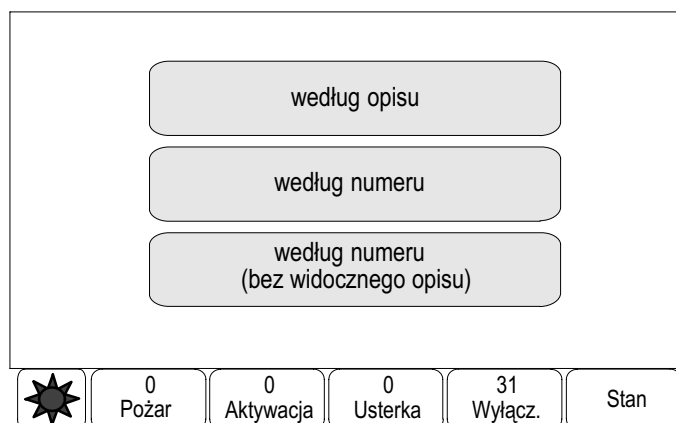 według opisu
według numeru
według numeru
(bez widocznego opisu)
0
Pożar
0
Aktywacja
0
Usterka
31
Wyłącz.
Stan